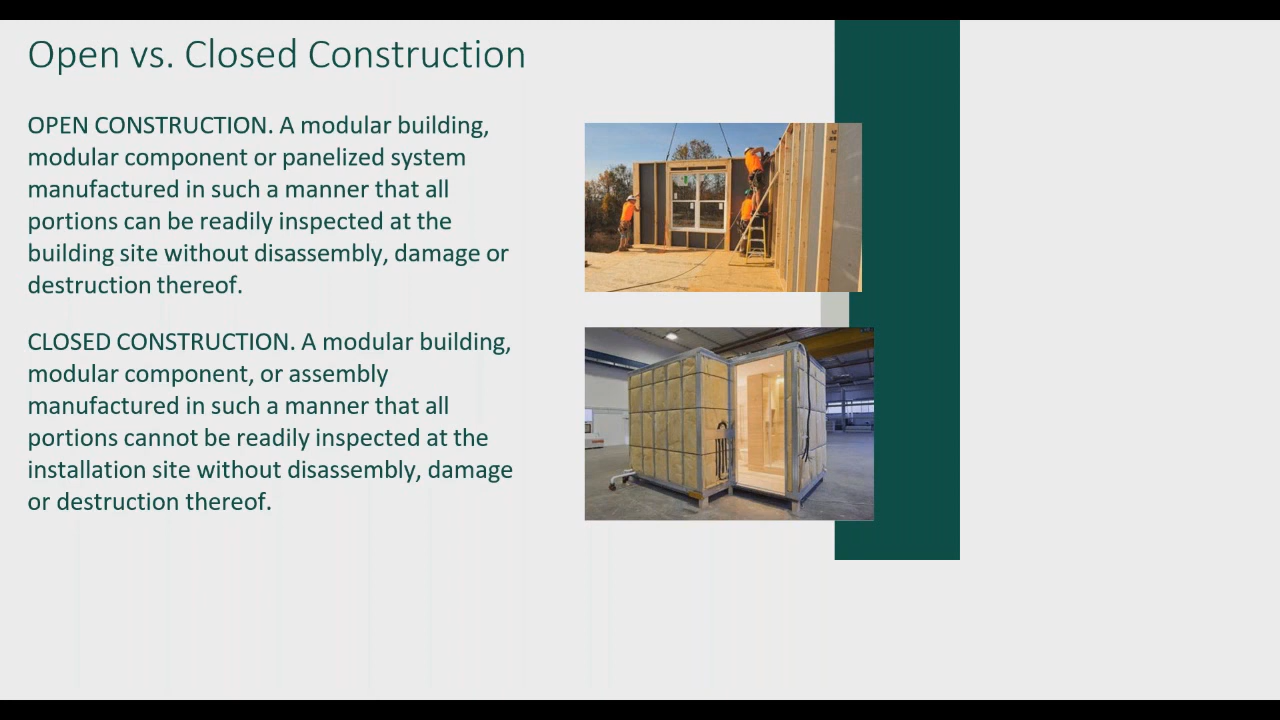 Open vs. Closed Construction
OPEN CONSTRUCTION. A modular building,
modular component or panelized system
manufactured in such a manner that all
portions can be readily inspected at the
building site without disassembly, damage or
destruction thereof.
CLOSED CONSTRUCTION. A modular building,
modular component, or assembly
manufactured in such a manner that all
portions cannot be readily inspected at the
installation site without disassembly, damage
or destruction thereof.